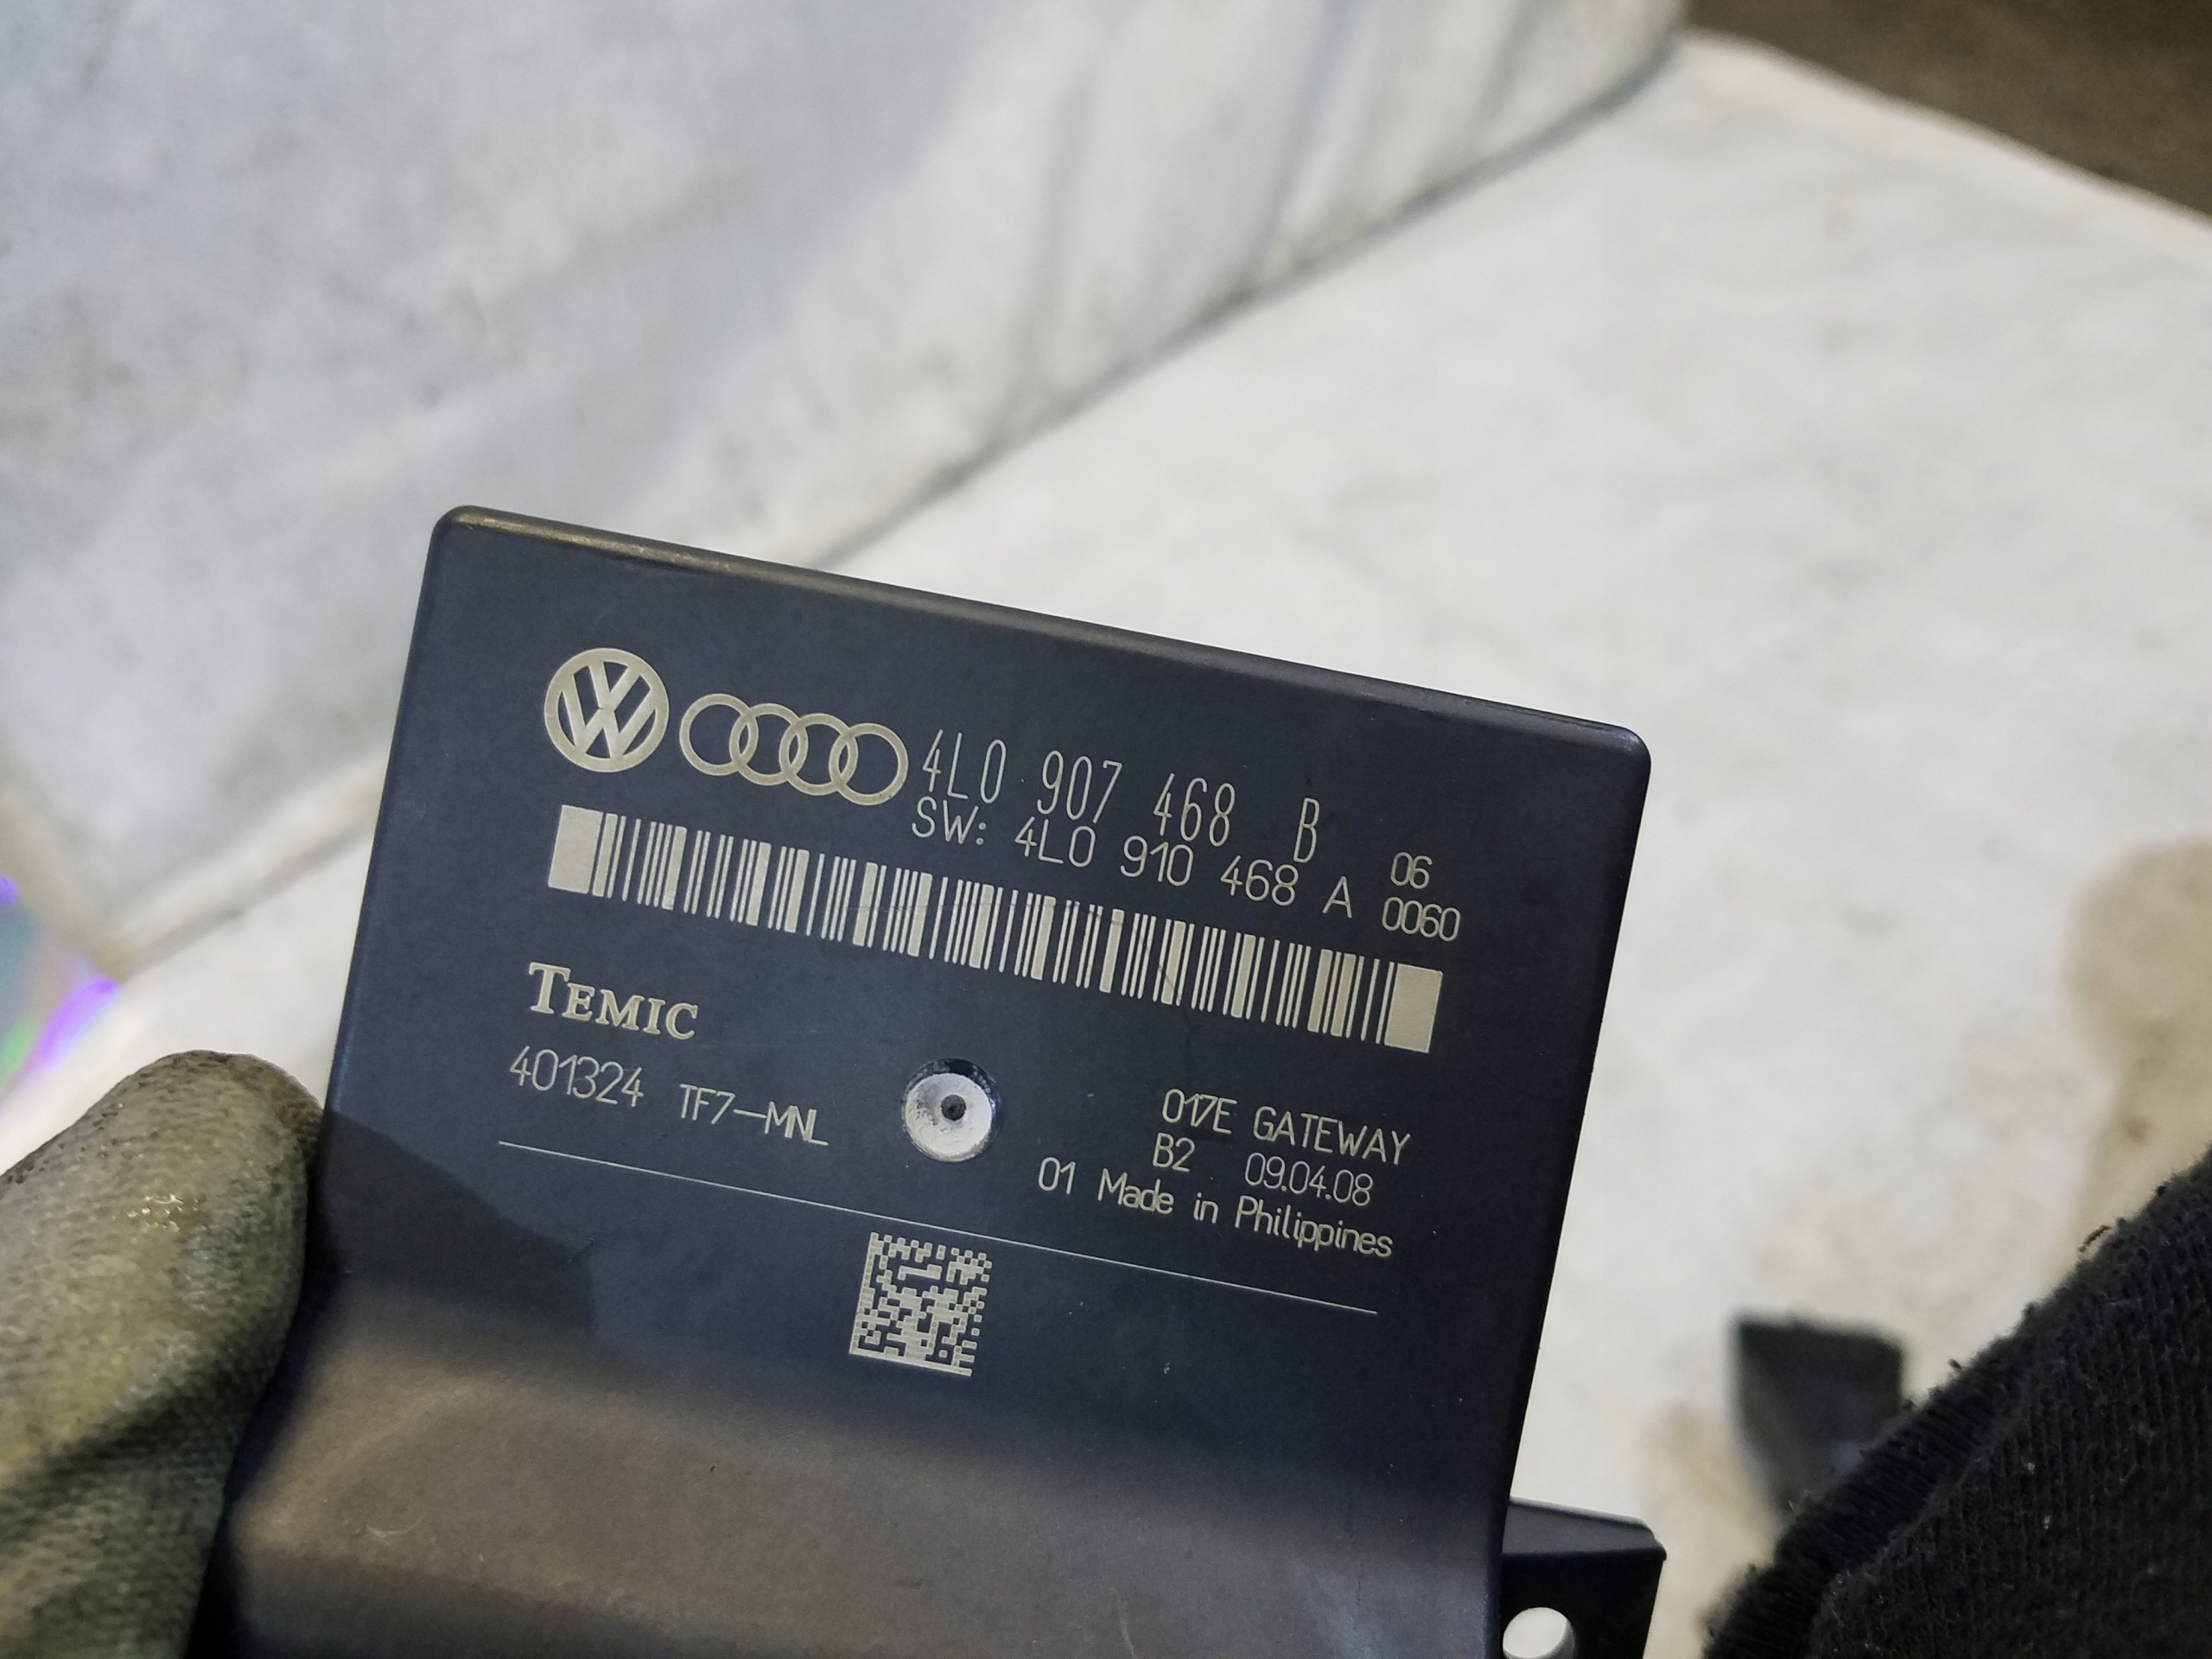 4L0 907 468 B 06
SW: 4L0 910 468 A 0060
TEMIC
401324 TF7-MNL
017E GATEWAY
B2 09.04.08
01 Made in Philippines